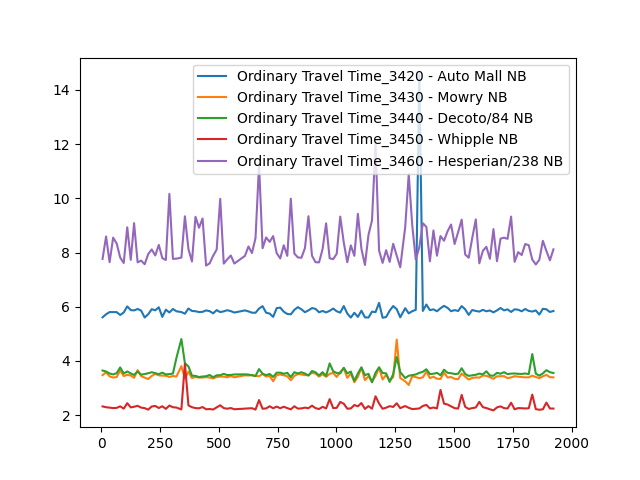 Ordinary Travel Time_3420 - Auto Mall NB
Ordinary Travel Time_3430 - Mowry NB
Ordinary Travel Time_3440 - Decoto/84 NB
Ordinary Travel Time_3450 - Whipple NB
Ordinary Travel Time_3460 - Hesperian/238 NB
14
12
10
8
6
4
2
0 250 500 750 1000 1250 1500 1750 2000